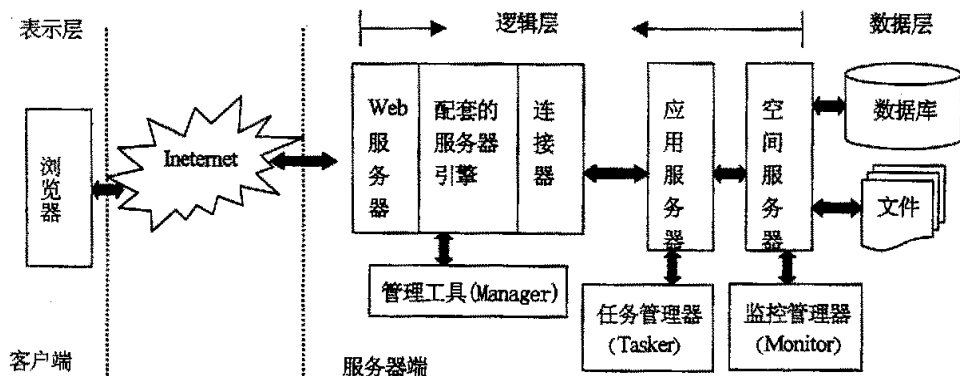 表示层
逻辑层
数据层
浏览器
Ineternet
Web
服务器
配套的
服务器
引擎
连接器
应用服务器
空间服务器
数据库
文件
管理工具(Manager)
任务管理器
(Tasker)
监控管理器
(Monitor)
客户端
服务器端